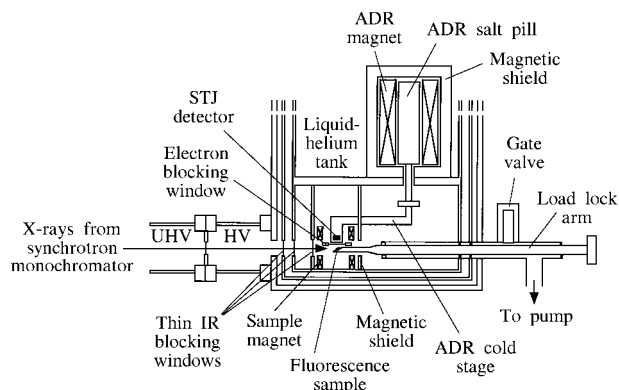 ADR
magnet
ADR salt pill
Magnetic
shield
STJ
detector
Liquid-
helium
tank
Electron
blocking
window
Gate
valve
Load lock
arm
X-rays from
synchrotron
monochromator
UHV
HV
Thin IR
blocking
windows
Sample
magnet
Fluorescence
sample
Magnetic
shield
ADR cold
stage
To pump